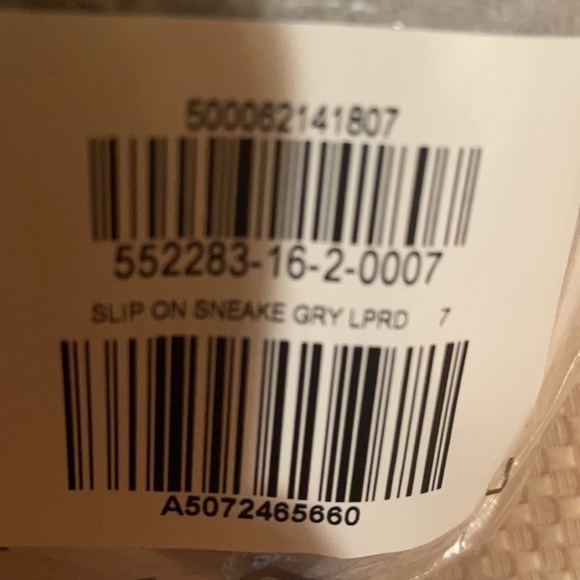 500062141807
552283-16-2-0007
SLIP ON SNEAKE GRY LPRD 7
A5072465660